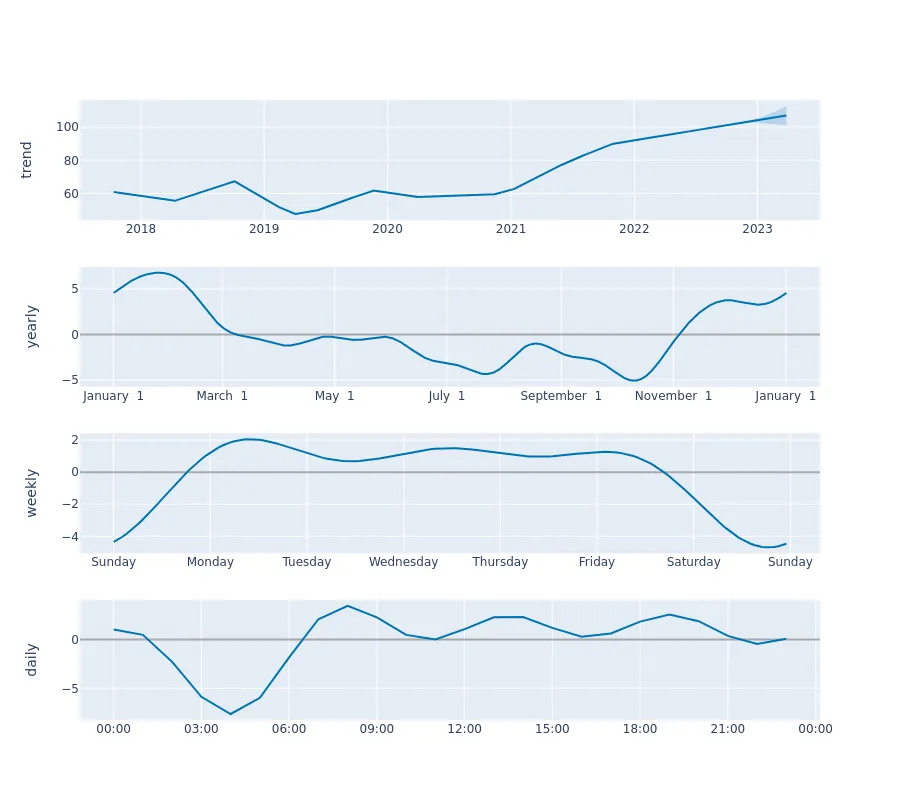 trend
100
80
60
2018 2019 2020 2021 2022 2023
yearly
5
0
−5
January 1 March 1 May 1 July 1 September 1 November 1 January 1
weekly
2
0
−2
−4
Sunday Monday Tuesday Wednesday Thursday Friday Saturday Sunday
daily
0
−5
00:00 03:00 06:00 09:00 12:00 15:00 18:00 21:00 00:00